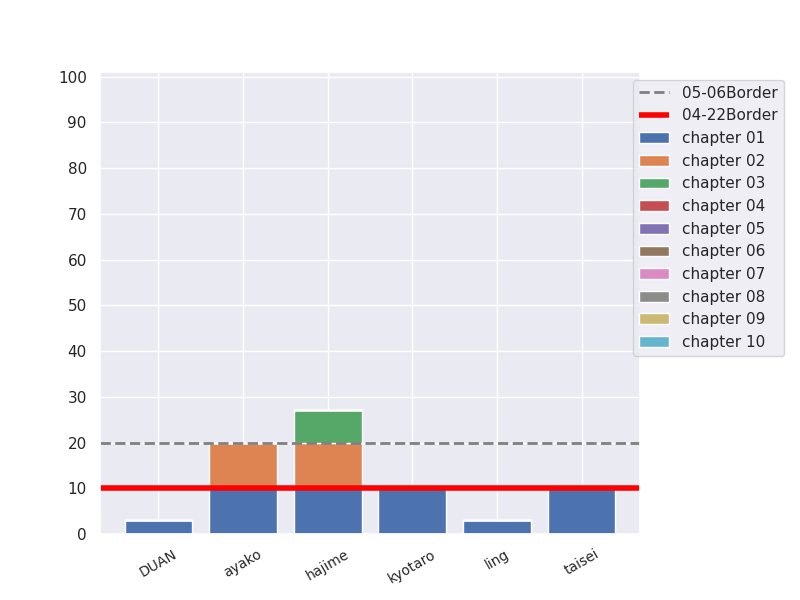 100
90
80
70
60
50
40
30
20
10
0
DUAN
ayako
hajime
kyotaro
ling
taisei
05-06Border
04-22Border
chapter 01
chapter 02
chapter 03
chapter 04
chapter 05
chapter 06
chapter 07
chapter 08
chapter 09
chapter 10